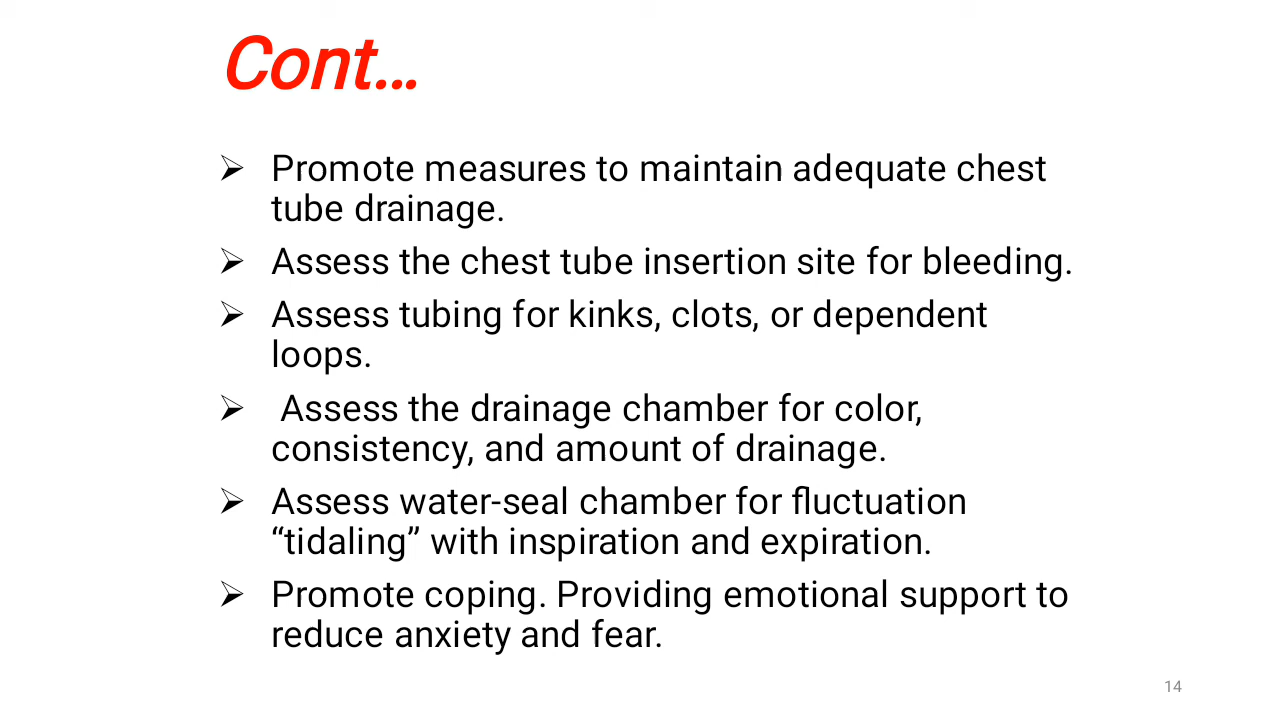 Cont...
➢ Promote measures to maintain adequate chest
tube drainage.
➢ Assess the chest tube insertion site for bleeding.
➢ Assess tubing for kinks, clots, or dependent
loops.
➢ Assess the drainage chamber for color,
consistency, and amount of drainage.
➢ Assess water-seal chamber for fluctuation
“tidaling” with inspiration and expiration.
➢ Promote coping. Providing emotional support to
reduce anxiety and fear.
14